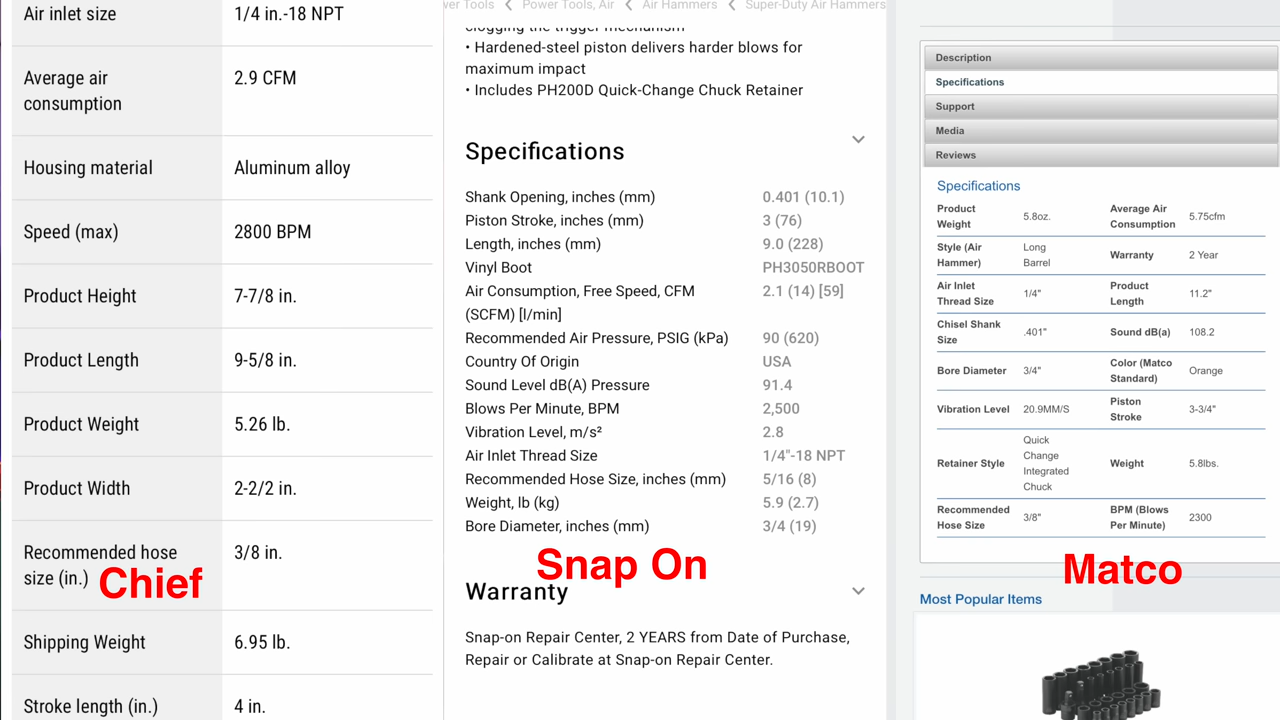 Air inlet size 1/4 in.-18 NPT
Average air
consumption 2.9 CFM
Housing material Aluminum alloy
Speed (max) 2800 BPM
Product Height 7-7/8 in.
Product Length 9-5/8 in.
Product Weight 5.26 lb.
Product Width 2-2/2 in.
Recommended hose
size (in.) 3/8 in.
Chief
Shipping Weight 6.95 lb.
Stroke length (in.) 4 in.
wer Tools Power Tools, Air Air Hammers Super-Duty Air Hammers
clogging the trigger mechanism
• Hardened-steel piston delivers harder blows for
maximum impact
• Includes PH200D Quick-Change Chuck Retainer
Specifications
Shank Opening, inches (mm) 0.401 (10.1)
Piston Stroke, inches (mm) 3 (76)
Length, inches (mm) 9.0 (228)
Vinyl Boot PH3050RBOOT
Air Consumption, Free Speed, CFM 2.1 (14) [59]
(SCFM) [l/min]
Recommended Air Pressure, PSIG (kPa) 90 (620)
Country Of Origin USA
Sound Level dB(A) Pressure 91.4
Blows Per Minute, BPM 2,500
Vibration Level, m/s² 2.8
Air Inlet Thread Size 1/4"-18 NPT
Recommended Hose Size, inches (mm) 5/16 (8)
Weight, lb (kg) 5.9 (2.7)
Bore Diameter, inches (mm) 3/4 (19)
Snap On
Warranty
Snap-on Repair Center, 2 YEARS from Date of Purchase,
Repair or Calibrate at Snap-on Repair Center.
Description
Specifications
Support
Media
Reviews
Specifications
Product
Weight 5.8oz. Average Air
Consumption 5.75cfm
Style (Air
Hammer) Long
Barrel Warranty 2 Year
Air Inlet
Thread Size 1/4" Product
Length 11.2"
Chisel Shank
Size .401" Sound dB(a) 108.2
Bore Diameter 3/4" Color (Matco
Standard) Orange
Vibration Level 20.9MM/S Piston
Stroke 3-3/4"
Retainer Style Quick
Change
Integrated
Chuck Weight 5.8lbs.
Recommended
Hose Size 3/8" BPM (Blows
Per Minute) 2300
Matco
Most Popular Items